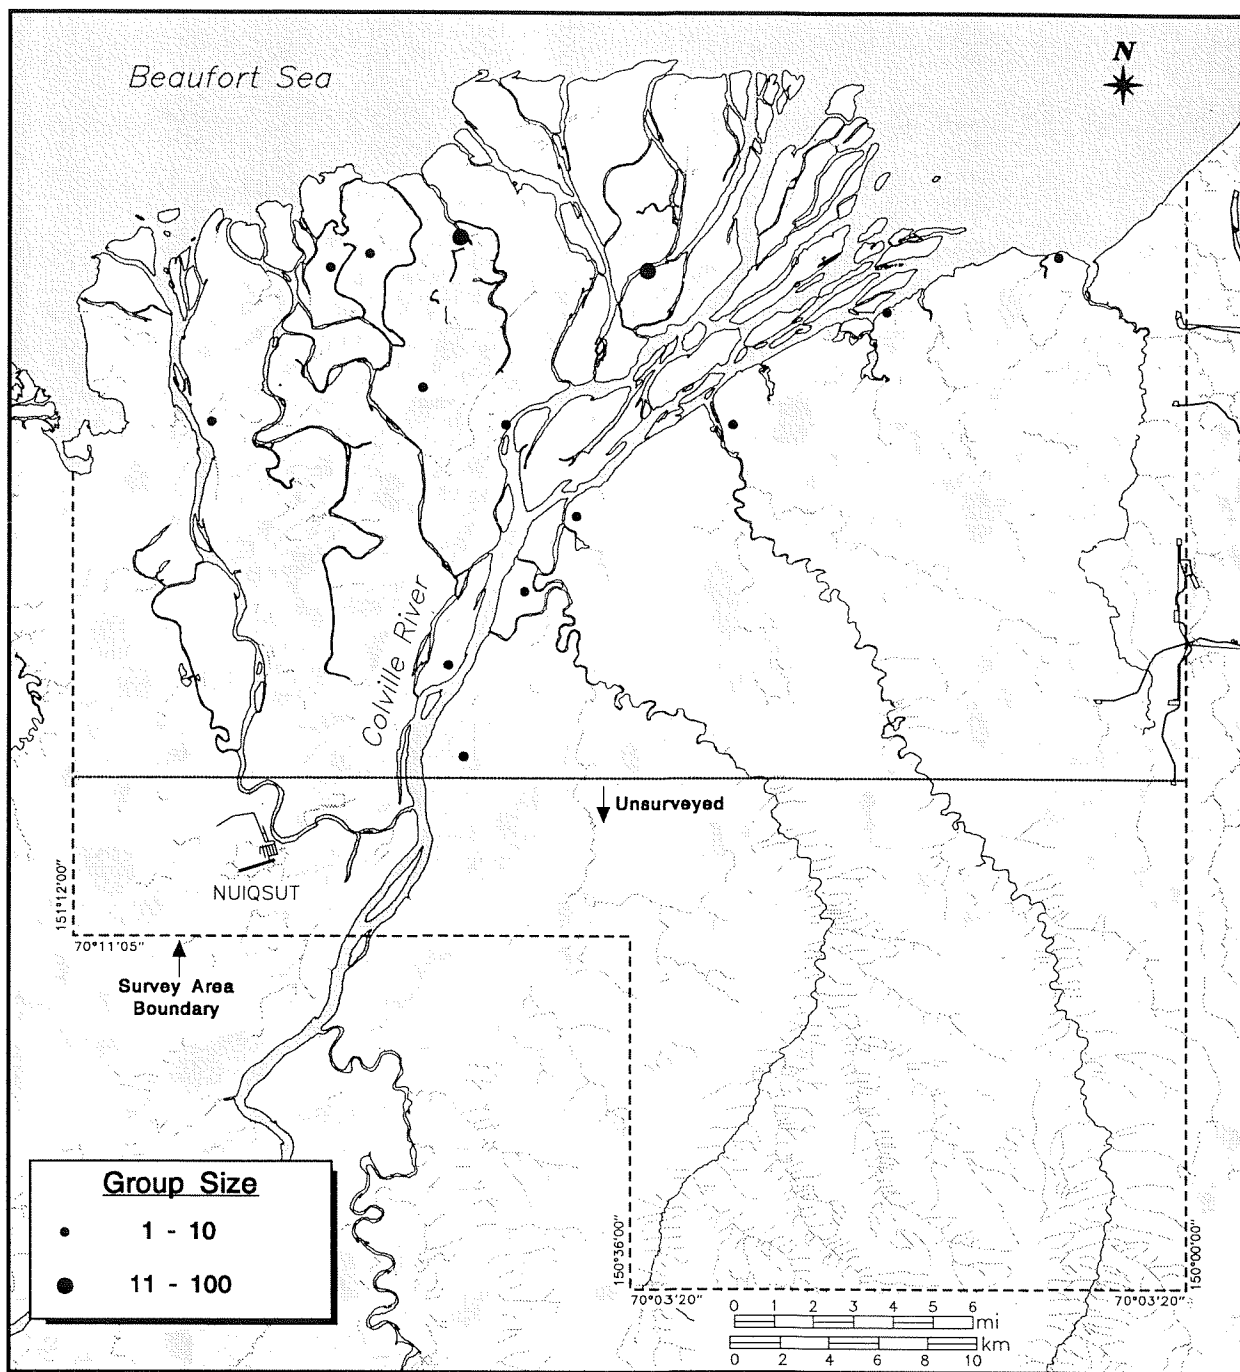 Beaufort Sea
N
Colville River
Unsurveyed
NUIQSUT
151°12'00"
70°11'05"
Survey Area
Boundary
Group Size
1 - 10
11 - 100
150°36'00"
150°00'00"
70°03'20"
70°03'20"
0 1 2 3 4 5 6
mi
km
0 2 4 6 8 10